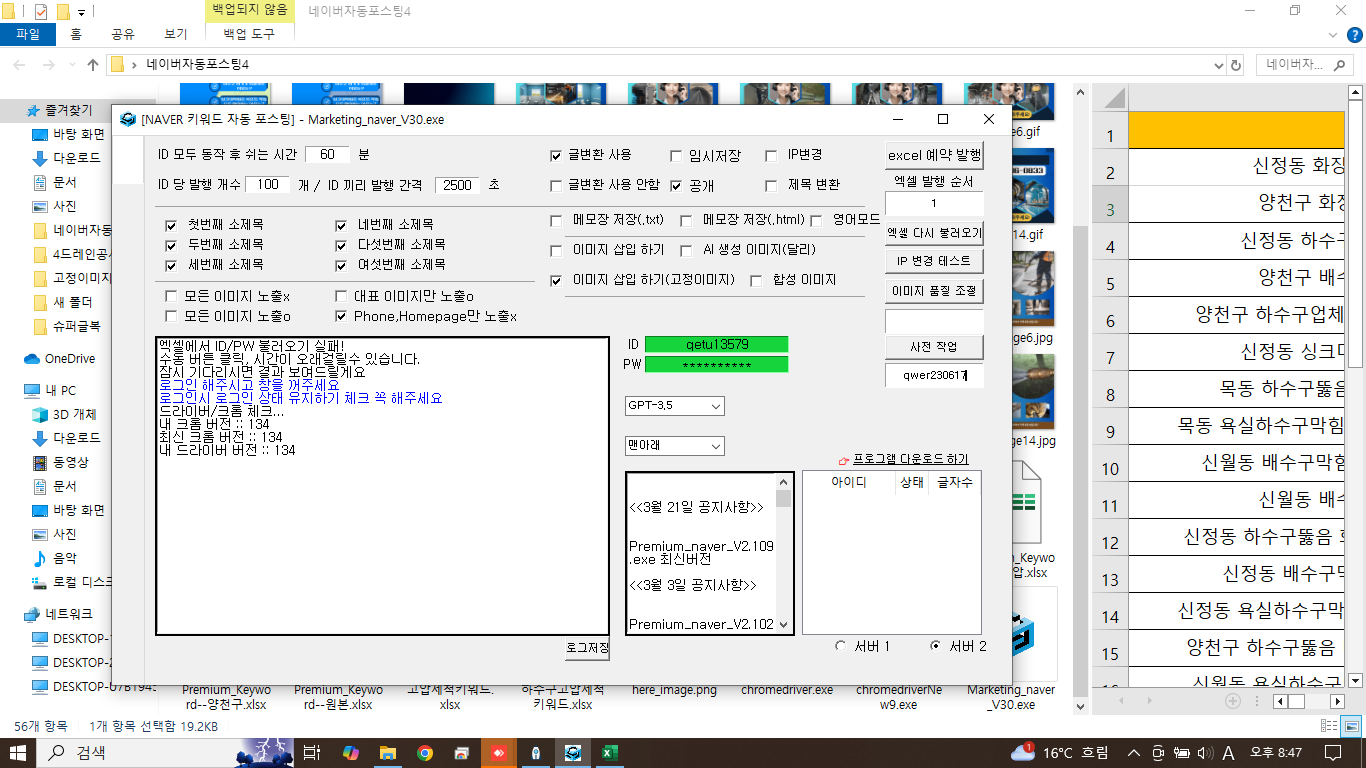 백업되지 않음
네이버자동포스팅4
파일
홈
공유
보기
백업 도구
네이버자동포스팅4
네이버자...
즐겨찾기
바탕 화면
다운로드
문서
사진
네이버자동
4드레인공사
고정이미지
새 폴더
슈퍼글복
OneDrive
내 PC
3D 개체
다운로드
동영상
문서
바탕 화면
사진
음악
로컬 디스크
네트워크
DESKTOP-
DESKTOP-2
DESKTOP-U7B1945
[NAVER 키워드 자동 포스팅] - Marketing_naver_V30.exe
ID 모두 동작 후 쉬는 시간 60 분
ID 당 발행 개수 100 개 / ID 끼리 발행 간격 2500 초
글변환 사용
임시저장
IP변경
글변환 사용 안함
공개
제목 변환
첫번째 소제목
네번째 소제목
두번째 소제목
다섯번째 소제목
세번째 소제목
여섯번째 소제목
모든 이미지 노출x
대표 이미지만 노출o
모든 이미지 노출o
Phone,Homepage만 노출x
메모장 저장(.txt)
메모장 저장(.html)
영어모드
이미지 삽입 하기
AI 생성 이미지(달리)
이미지 삽입 하기(고정이미지)
합성 이미지
excel 예약 발행
엑셀 발행 순서
1
엑셀 다시 불러오기
IP 변경 테스트
이미지 품질 조절
사전 작업
qwer230617
엑셀에서 ID/PW 불러오기 실패!
수동 버튼 클릭, 시간이 오래걸릴수 있습니다.
잠시 기다리시면 결과 보여드릴게요
로그인 해주시고 창을 꺼주세요
로그인시 로그인 상태 유지하기 체크 꼭 해주세요
드라이버/크롬 체크...
내 크롬 버전 :: 134
최신 크롬 버전 :: 134
내 드라이버 버전 :: 134
로그저장
ID qetu13579
PW **********
GPT-3.5
맨아래
<<3월 21일 공지사항>>
Premium_naver_V2.109
.exe 최신버전
<<3월 3일 공지사항>>
Premium_naver_V2.102
프로그램 다운로드 하기
아이디 상태 글자수
서버 1
서버 2
ge6.gif
14.gif
ge6.jpg
ge14.jpg
m_Keywo
압.xlsx
Premium_Keywo
rd--양천구.xlsx
Premium_Keywo
rd--원본.xlsx
고압세척키워드.
xlsx
하수구고압세척
키워드.xlsx
here_image.png
chromedriver.exe
chromedriverNe
w9.exe
Marketing_naver
_V30.exe
1
2 신정동 화장
3 양천구 화장
4 신정동 하수구
5 양천구 배수
6 양천구 하수구업체
7 신정동 싱크대
8 목동 하수구뚫음
9 목동 욕실하수구막힘
10 신월동 배수구막힘
11 신월동 배수
12 신정동 하수구뚫음
13 신정동 배수구막
14 신정동 욕실하수구막
15 양천구 하수구뚫음
신월동 욕실하수구
56개 항목
1개 항목 선택함 19.2KB
검색
1
16°C 흐림
A
오후 8:47